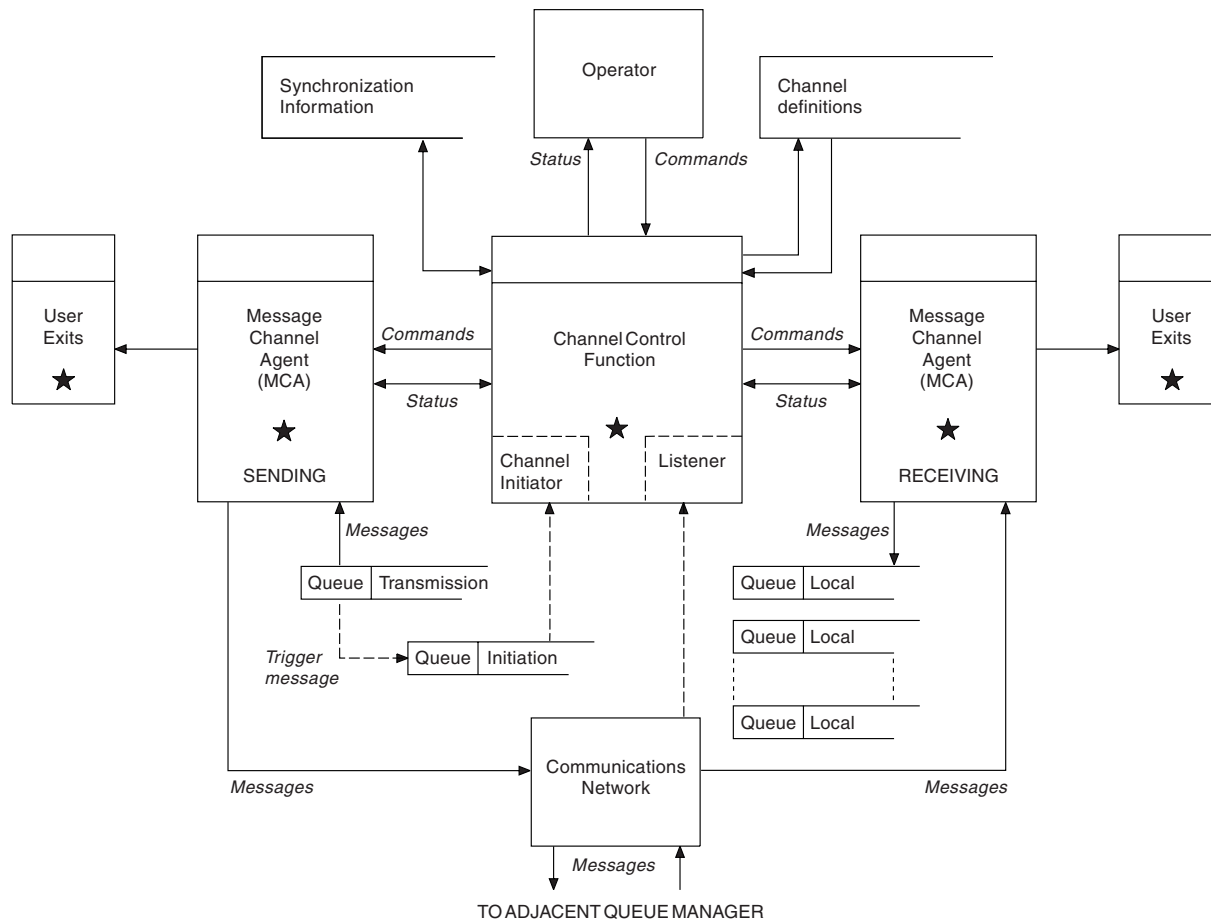 Synchronization
Information
Operator
Channel
definitions
Status
Commands
User
Exits
Message
Channel
Agent
(MCA)
SENDING
Commands
Status
Channel Control
Function
Channel
Initiator
Listener
Commands
Status
Message
Channel
Agent
(MCA)
RECEIVING
User
Exits
Messages
Queue Transmission
Trigger
message
Queue Initiation
Messages
Queue Local
Queue Local
Queue Local
Communications
Network
Messages
Messages
Messages
TO ADJACENT QUEUE MANAGER